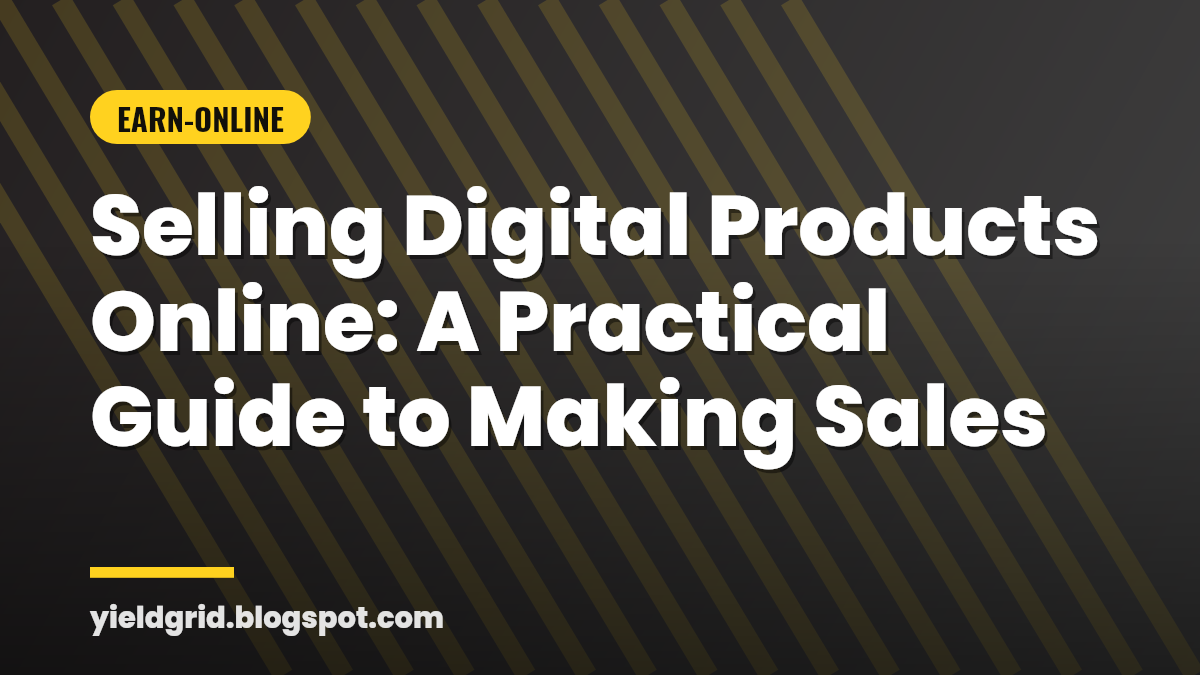 EARN-ONLINE
Selling Digital Products
Online: A Practical
Guide to Making Sales
yieldgrid.blogspot.com